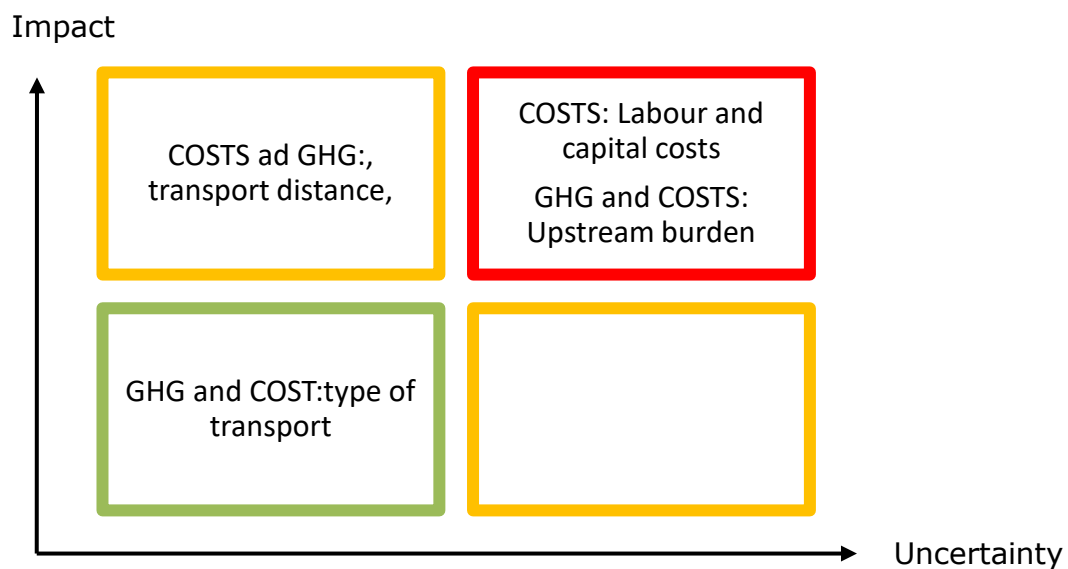 Impact
COSTS ad GHG:,
transport distance,
COSTS: Labour and
capital costs
GHG and COSTS:
Upstream burden
GHG and COST:type of
transport
Uncertainty